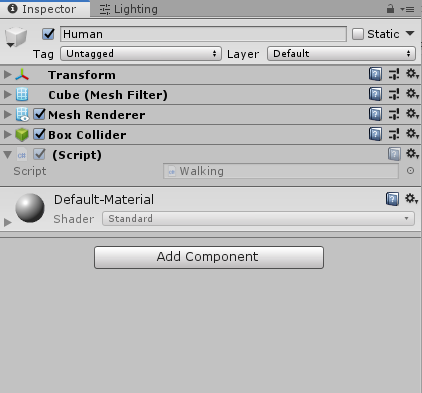 Inspector Lighting
Human Static
Tag Untagged Layer Default
Transform
Cube (Mesh Filter)
Mesh Renderer
Box Collider
(Script)
Script Walking
Default-Material
Shader Standard
Add Component